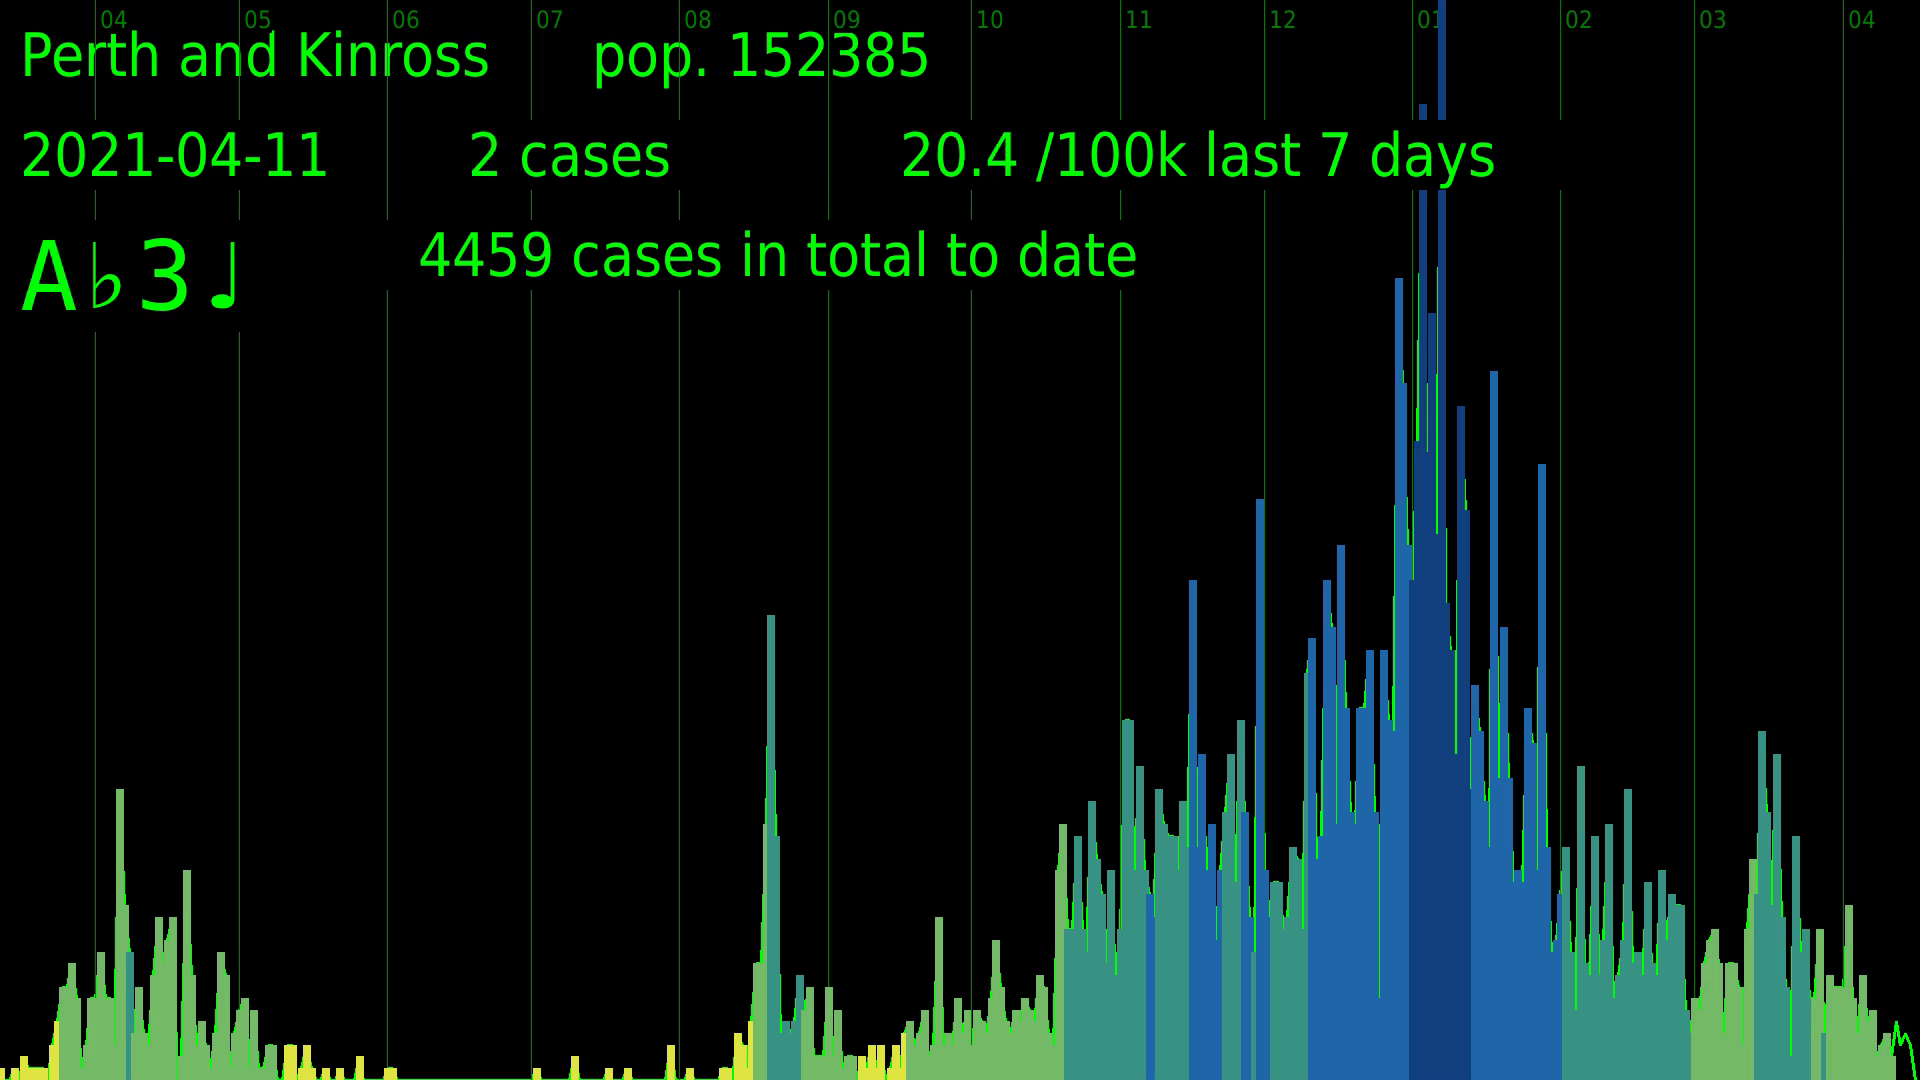 04 05 06 07 08 09 10 11 12 01 02 03 04
Perth and Kinross pop. 152385
2021-04-11 2 cases 20.4 /100k last 7 days
A♭3♩ 4459 cases in total to date